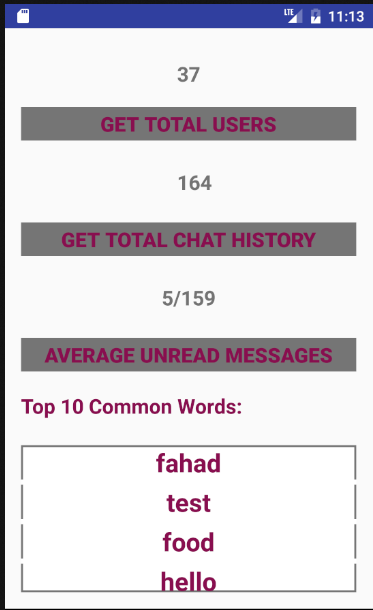 LTE 11:13
37
GET TOTAL USERS
164
GET TOTAL CHAT HISTORY
5/159
AVERAGE UNREAD MESSAGES
Top 10 Common Words:
fahad
test
food
hello